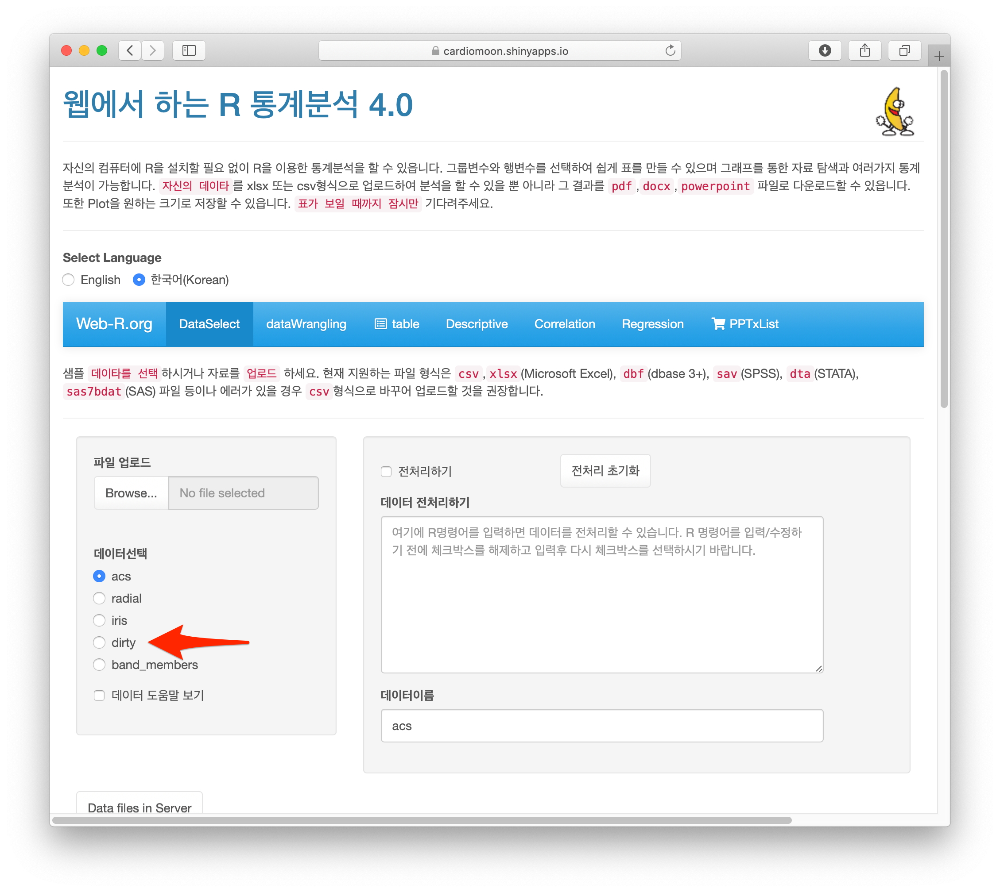 cardiomoon.shinyapps.io
웹에서 하는 R 통계분석 4.0
자신의 컴퓨터에 R을 설치할 필요 없이 R을 이용한 통계분석을 할 수 있읍니다. 그룹변수와 행변수를 선택하여 쉽게 표를 만들 수 있으며 그래프를 통한 자료 탐색과 여러가지 통계
분석이 가능합니다. 자신의 데이타를 xlsx 또는 csv형식으로 업로드하여 분석을 할 수 있을 뿐 아니라 그 결과를 pdf,docx,powerpoint 파일로 다운로드할 수 있읍니다.
또한 Plot을 원하는 크기로 저장할 수 있읍니다. 표가 보일 때까지 잠시만 기다려주세요.
Select Language
English 한국어(Korean)
Web-R.org DataSelect dataWrangling table Descriptive Correlation Regression PPTxList
샘플 데이타를 선택하시거나 자료를 업로드 하세요. 현재 지원하는 파일 형식은 csv,xlsx(Microsoft Excel), dbf(dbase 3+), sav(SPSS), dta(STATA),
sas7bdat(SAS) 파일 등이나 에러가 있을 경우 csv형식으로 바꾸어 업로드할 것을 권장합니다.
파일 업로드
Browse... No file selected
데이터선택
acs
radial
iris
dirty
band_members
데이터 도움말 보기
전처리하기 전처리 초기화
데이터 전처리하기
여기에 R명령어를 입력하면 데이터를 전처리할 수 있습니다. R 명령어를 입력/수정하
기 전에 체크박스를 해제하고 입력후 다시 체크박스를 선택하시기 바랍니다.
데이터이름
acs
Data files in Server